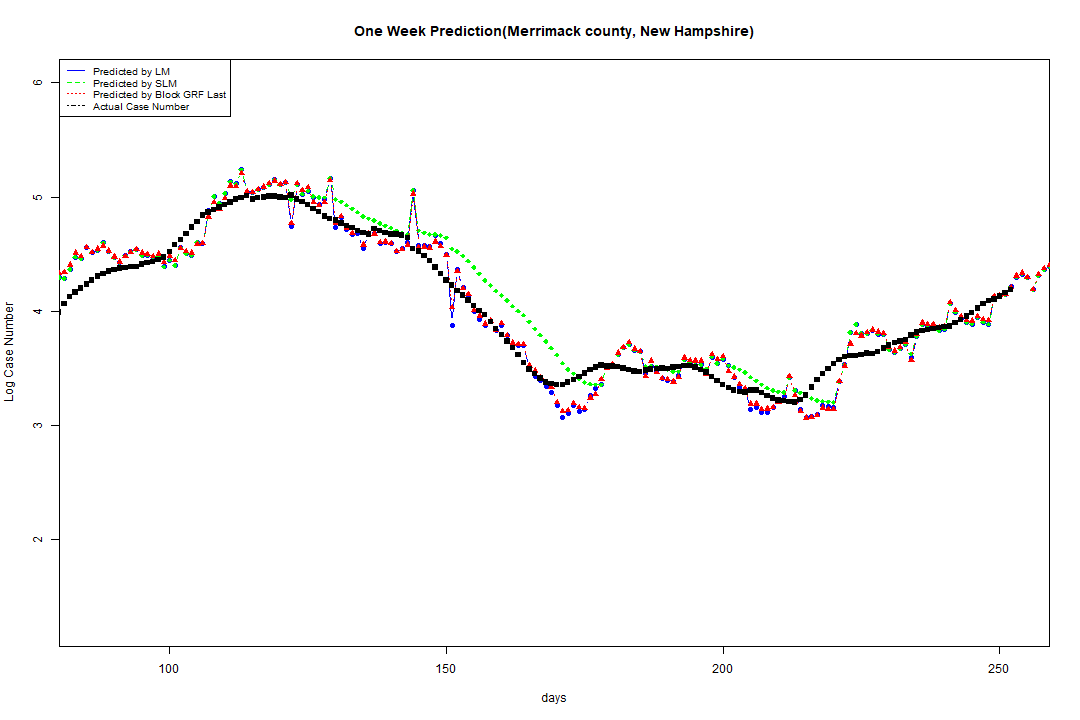 One Week Prediction(Merrimack county, New Hampshire)
Predicted by LM
Predicted by SLM
Predicted by Block GRF Last
Actual Case Number
6
5
4
3
2
Log Case Number
100
150
200
250
days